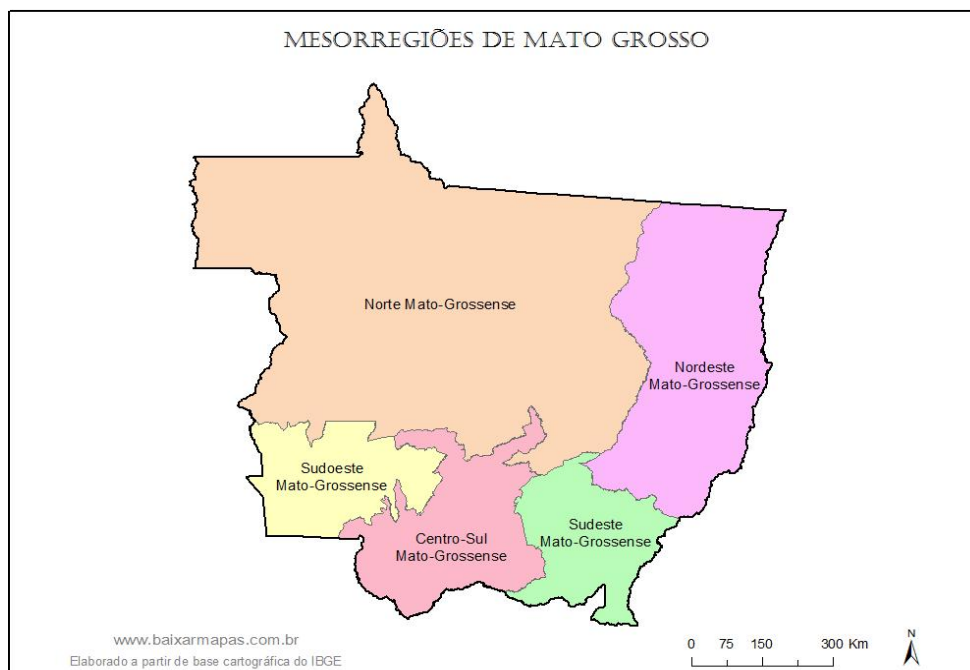 MESORREGIÕES DE MATO GROSSO
Norte Mato-Grossense
Nordeste
Mato-Grossense
Sudoeste
Mato-Grossense
Centro-Sul
Mato-Grossense
Sudeste
Mato-Grossense
www.baixarmapas.com.br
Elaborado a partir de base cartográfica do IBGE
0 75 150 300 Km
N